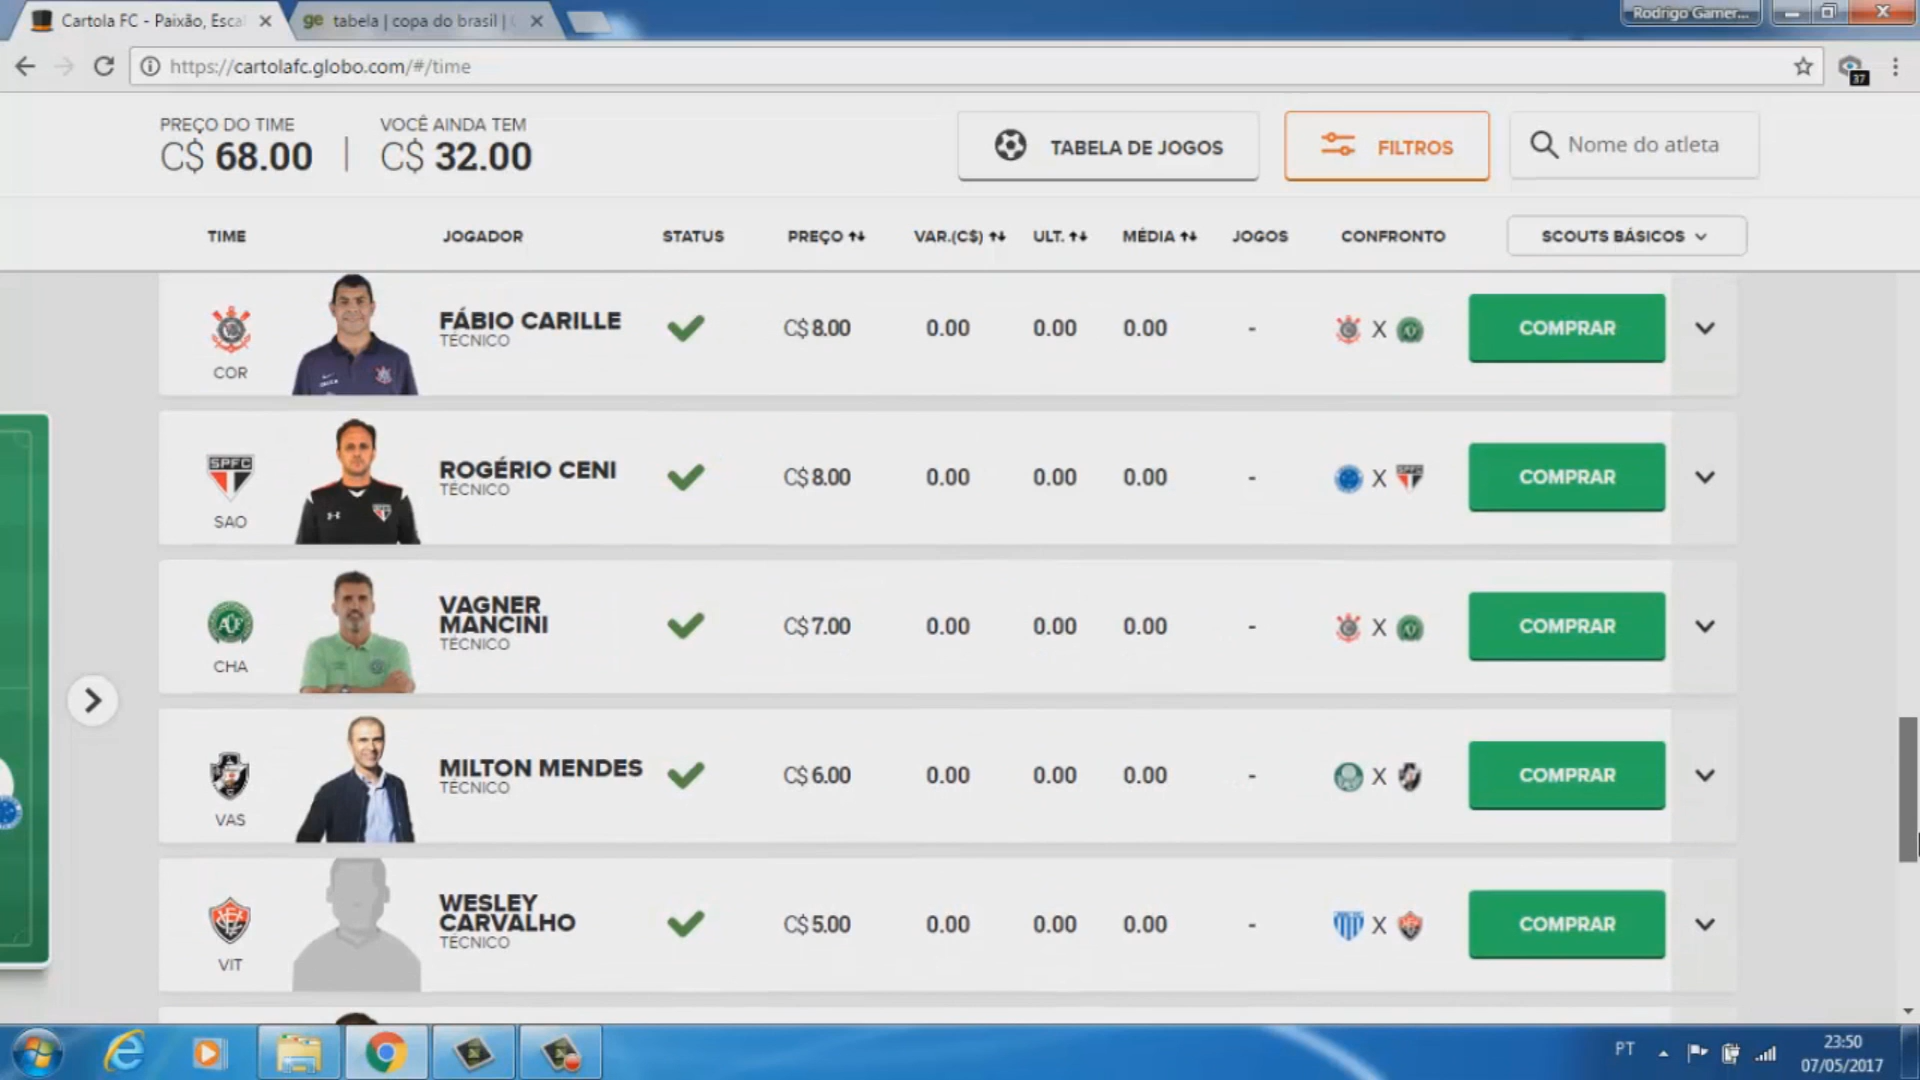 Cartola FC - Paixão, Escal
ge tabela | copa do brasil |
Rodrigo Gamer...
https://cartolafc.globo.com/#/time
37
PREÇO DO TIME
C$ 68.00
VOCÊ AINDA TEM
C$ 32.00
TABELA DE JOGOS
FILTROS
Nome do atleta
TIME JOGADOR STATUS PREÇO VAR.(C$) ULT. MÉDIA JOGOS CONFRONTO SCOUTS BÁSICOS
COR
FÁBIO CARILLE
TÉCNICO
C$ 8.00 0.00 0.00 0.00 - X COMPRAR
SPFC
SAO
ROGÉRIO CENI
TÉCNICO
C$ 8.00 0.00 0.00 0.00 - X SPFC COMPRAR
CHA
VAGNER
MANCINI
TÉCNICO
C$ 7.00 0.00 0.00 0.00 - X COMPRAR
VAS
MILTON MENDES
TÉCNICO
C$ 6.00 0.00 0.00 0.00 - X COMPRAR
VIT
WESLEY
CARVALHO
TÉCNICO
C$ 5.00 0.00 0.00 0.00 - X COMPRAR
PT
23:50
07/05/2017